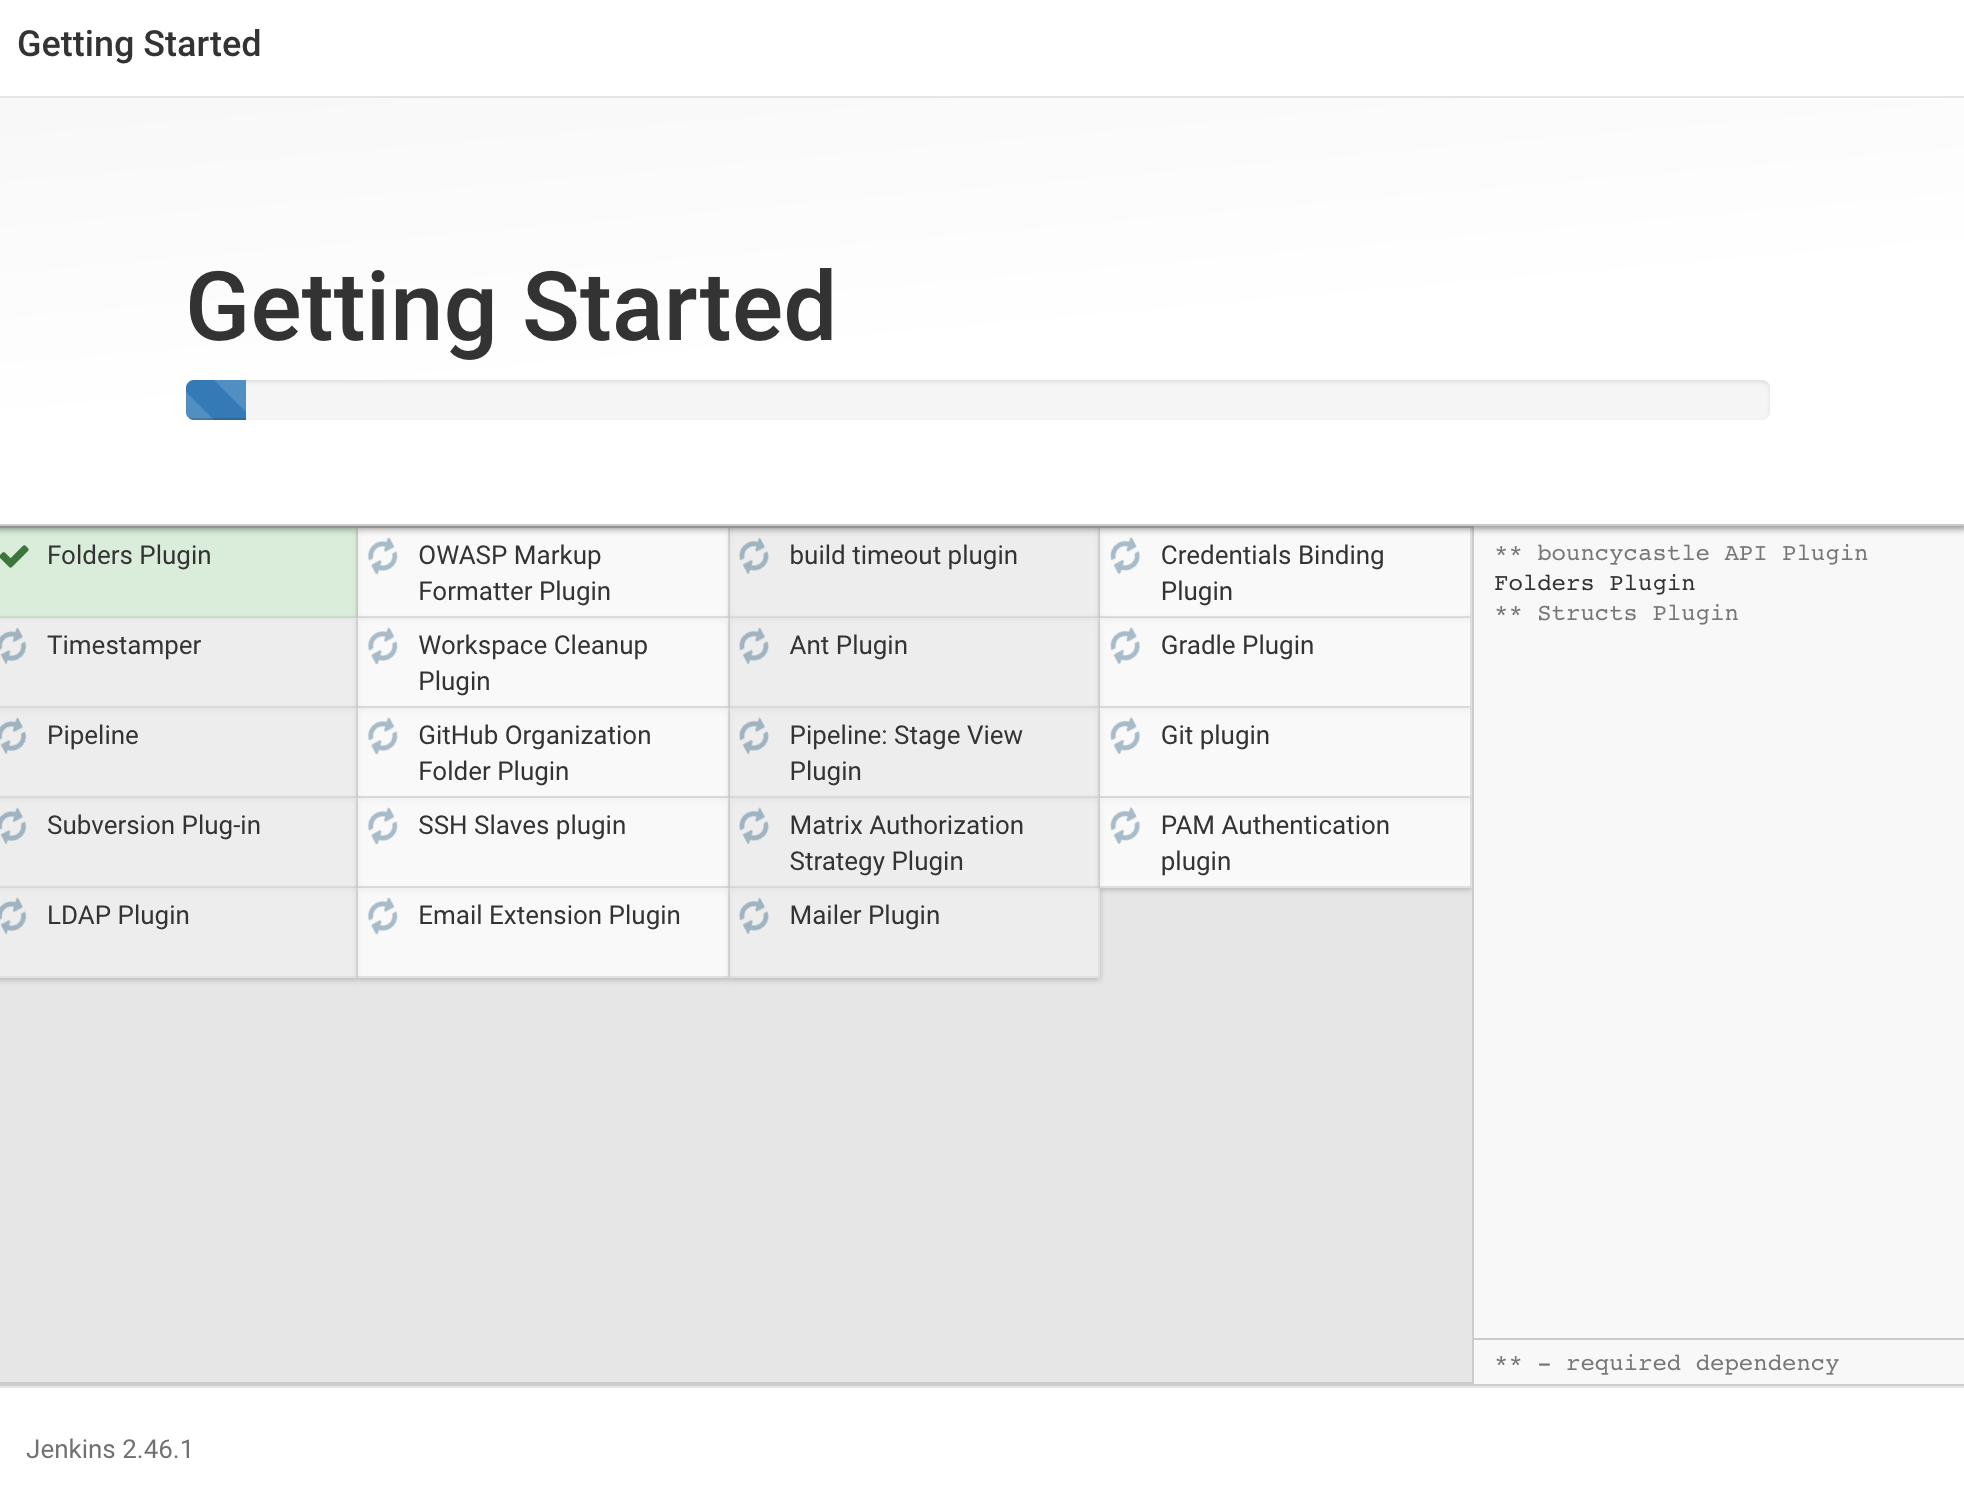 Getting Started
Getting Started
Folders Plugin
OWASP Markup
Formatter Plugin
build timeout plugin
Credentials Binding
Plugin
Timestamper
Workspace Cleanup
Plugin
Ant Plugin
Gradle Plugin
Pipeline
GitHub Organization
Folder Plugin
Pipeline: Stage View
Plugin
Git plugin
Subversion Plug-in
SSH Slaves plugin
Matrix Authorization
Strategy Plugin
PAM Authentication
plugin
LDAP Plugin
Email Extension Plugin
Mailer Plugin
** bouncycastle API Plugin
Folders Plugin
** Structs Plugin
** - required dependency
Jenkins 2.46.1